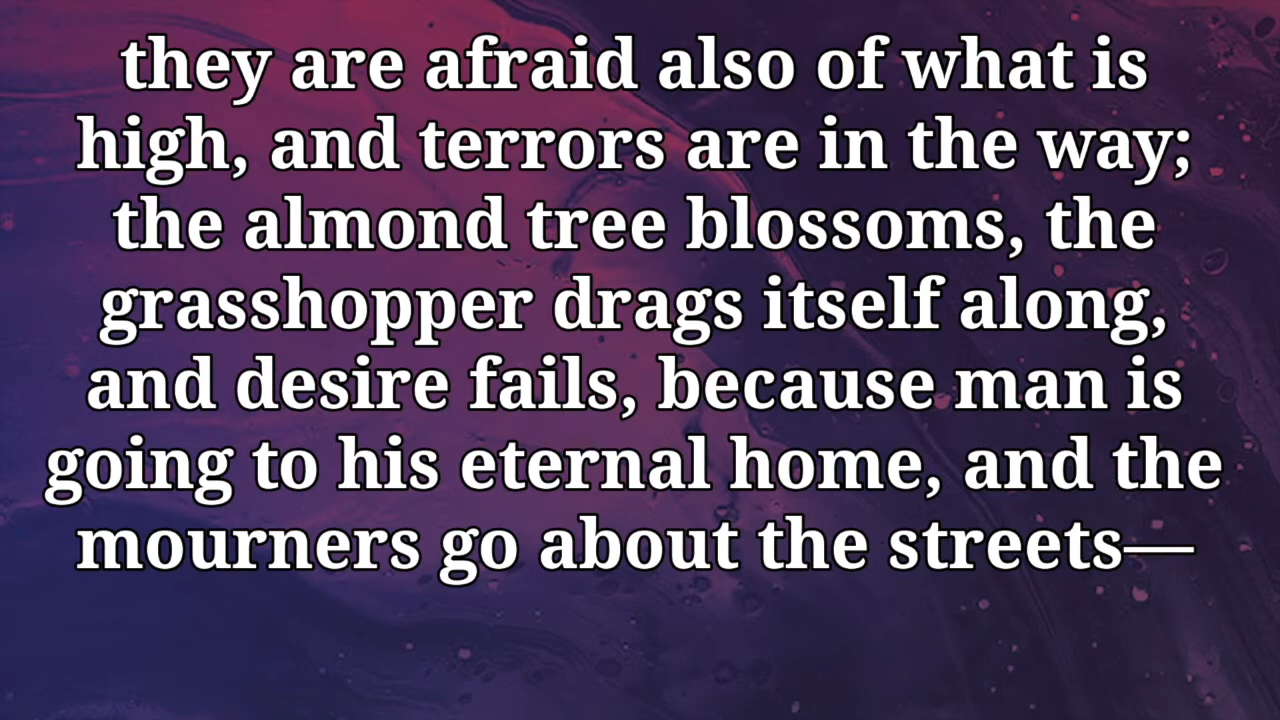 they are afraid also of what is
high, and terrors are in the way;
the almond tree blossoms, the
grasshopper drags itself along,
and desire fails, because man is
going to his eternal home, and the
mourners go about the streets—